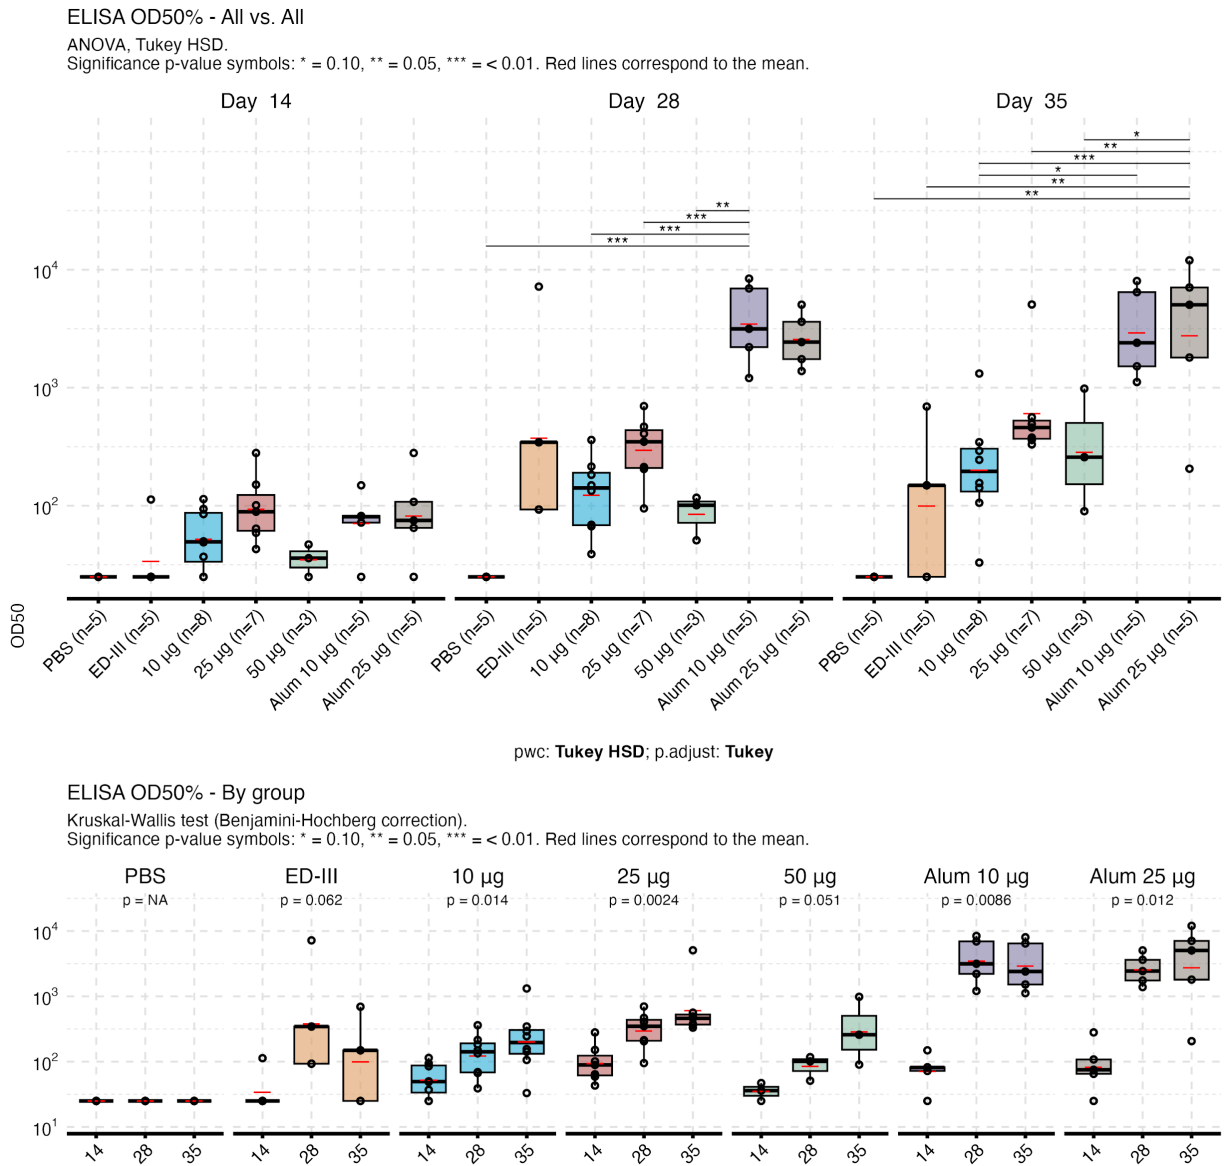 ELISA OD50% - All vs. All
ANOVA, Tukey HSD.
Significance p-value symbols: * = 0.10, ** = 0.05, *** = < 0.01. Red lines correspond to the mean.
Day 14 Day 28 Day 35
*
**
***
*
**
**
**
***
***
***
10⁴
10³
10²
OD50
PBS (n=5) ED-III (n=5) 10 µg (n=8) 25 µg (n=7) 50 µg (n=3) Alum 10 µg (n=5) Alum 25 µg (n=5) PBS (n=5) ED-III (n=5) 10 µg (n=8) 25 µg (n=7) 50 µg (n=3) Alum 10 µg (n=5) Alum 25 µg (n=5) PBS (n=5) ED-III (n=5) 10 µg (n=8) 25 µg (n=7) 50 µg (n=3) Alum 10 µg (n=5) Alum 25 µg (n=5)
pwc: Tukey HSD; p.adjust: Tukey
ELISA OD50% - By group
Kruskal-Wallis test (Benjamini-Hochberg correction).
Significance p-value symbols: * = 0.10, ** = 0.05, *** = < 0.01. Red lines correspond to the mean.
PBS ED-III 10 µg 25 µg 50 µg Alum 10 µg Alum 25 µg
p = NA p = 0.062 p = 0.014 p = 0.0024 p = 0.051 p = 0.0086 p = 0.012
10⁴
10³
10²
10¹
14 28 35 14 28 35 14 28 35 14 28 35 14 28 35 14 28 35 14 28 35